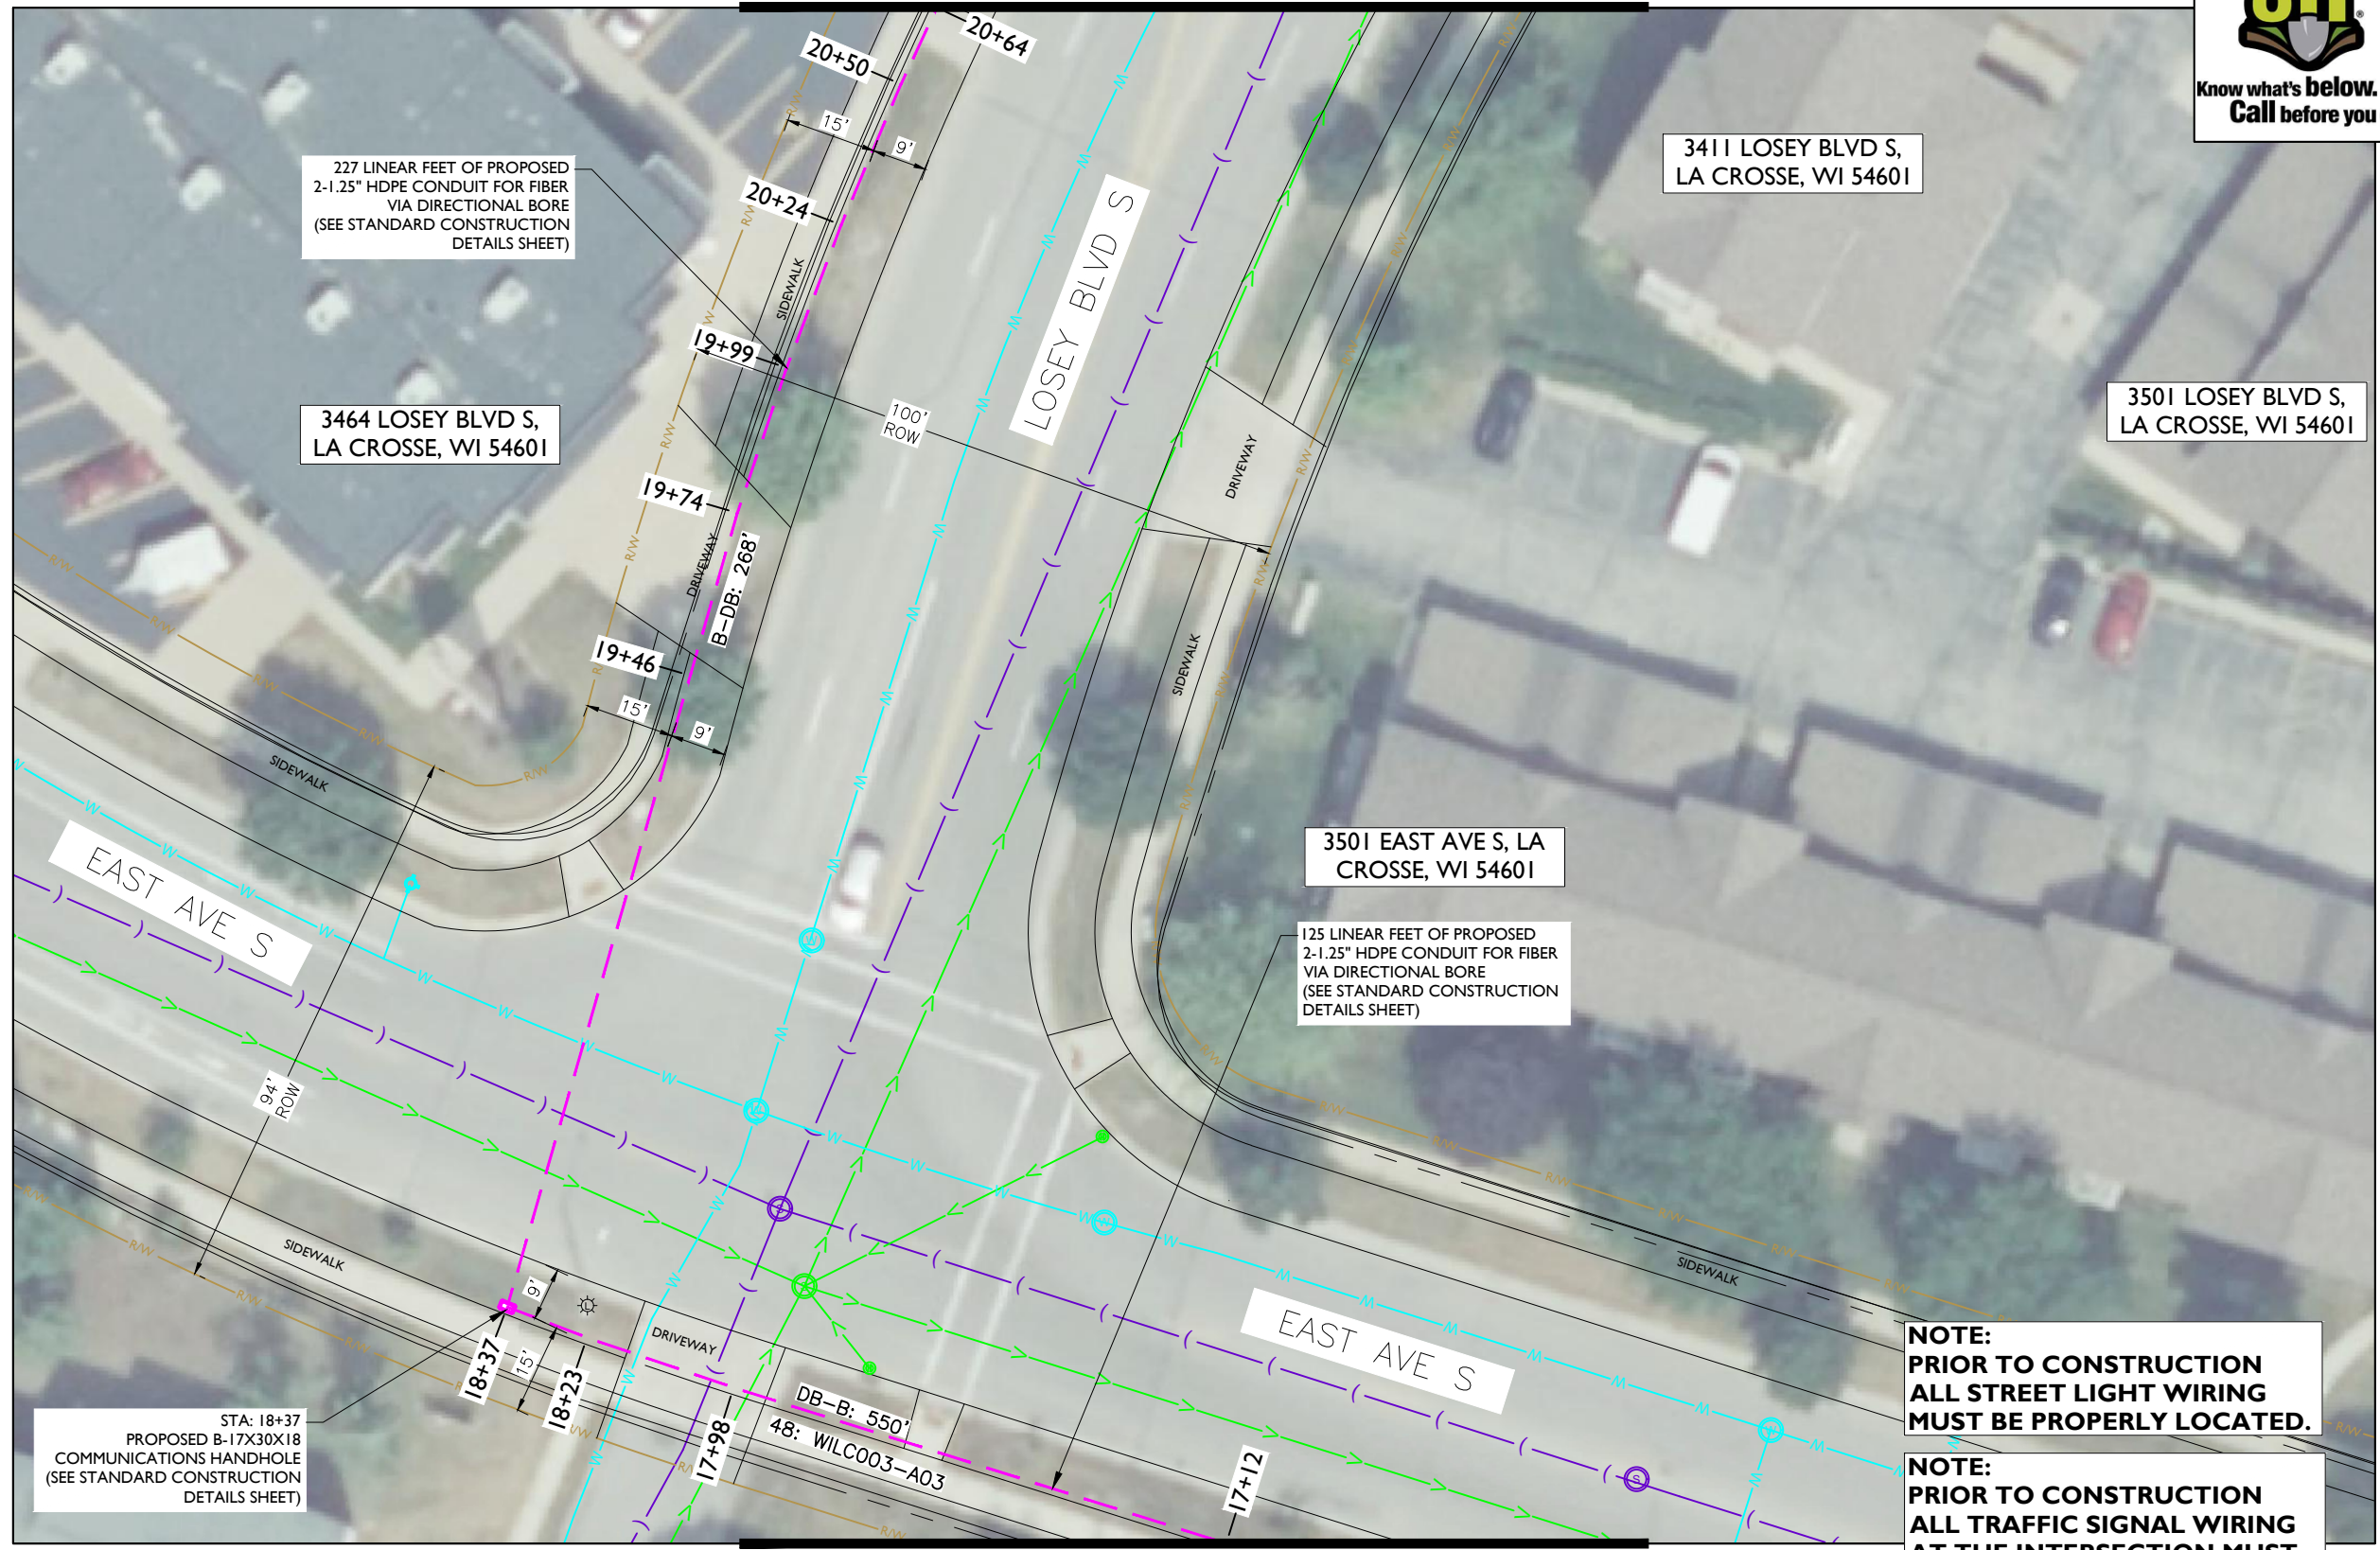 20+64
20+50
15'
9'
227 LINEAR FEET OF PROPOSED
2-1.25" HDPE CONDUIT FOR FIBER
VIA DIRECTIONAL BORE
(SEE STANDARD CONSTRUCTION
DETAILS SHEET)
20+24
SIDEWALK
LOSEY BLVD S
3411 LOSEY BLVD S,
LA CROSSE, WI 54601
Know what's below.
Call before you
19+99
100'
ROW
3464 LOSEY BLVD S,
LA CROSSE, WI 54601
3501 LOSEY BLVD S,
LA CROSSE, WI 54601
DRIVEWAY
19+74
DRIVEWAY
B-DB: 268'
19+46
SIDEWALK
15'
9'
SIDEWALK
EAST AVE S
3501 EAST AVE S, LA
CROSSE, WI 54601
125 LINEAR FEET OF PROPOSED
2-1.25" HDPE CONDUIT FOR FIBER
VIA DIRECTIONAL BORE
(SEE STANDARD CONSTRUCTION
DETAILS SHEET)
94'
ROW
SIDEWALK
9'
SIDEWALK
DRIVEWAY
EAST AVE S
18+37
15'
18+23
17+98
DB-B: 550'
48: WILC003-A03
17+12
STA: 18+37
PROPOSED B-17X30X18
COMMUNICATIONS HANDHOLE
(SEE STANDARD CONSTRUCTION
DETAILS SHEET)
NOTE:
PRIOR TO CONSTRUCTION
ALL STREET LIGHT WIRING
MUST BE PROPERLY LOCATED.
NOTE:
PRIOR TO CONSTRUCTION
ALL TRAFFIC SIGNAL WIRING
AT THE INTERSECTION MUST
R/W
W
S